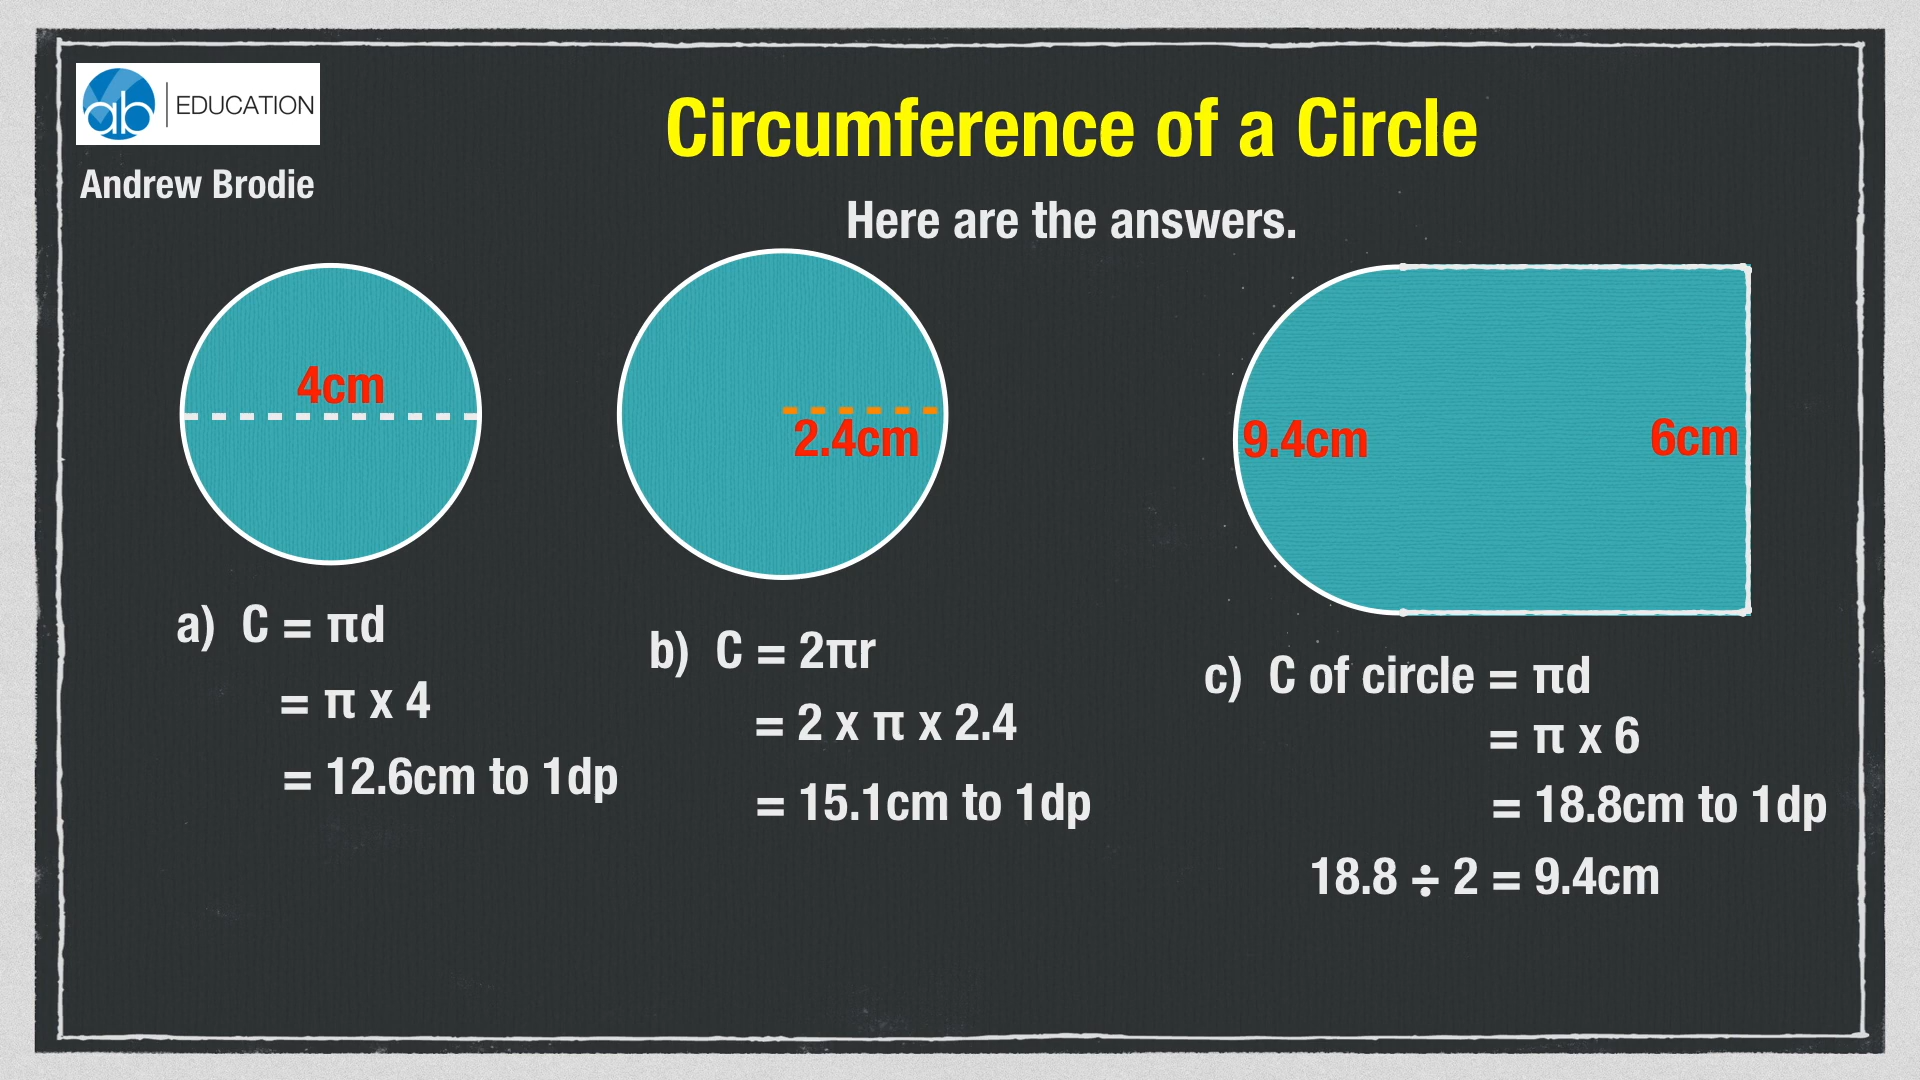 ab EDUCATION
Andrew Brodie
Circumference of a Circle
Here are the answers.
4cm
2.4cm
9.4cm
6cm
a) C = πd
= π x 4
= 12.6cm to 1dp
b) C = 2πr
= 2 x π x 2.4
= 15.1cm to 1dp
c) C of circle = πd
= π x 6
= 18.8cm to 1dp
18.8 ÷ 2 = 9.4cm